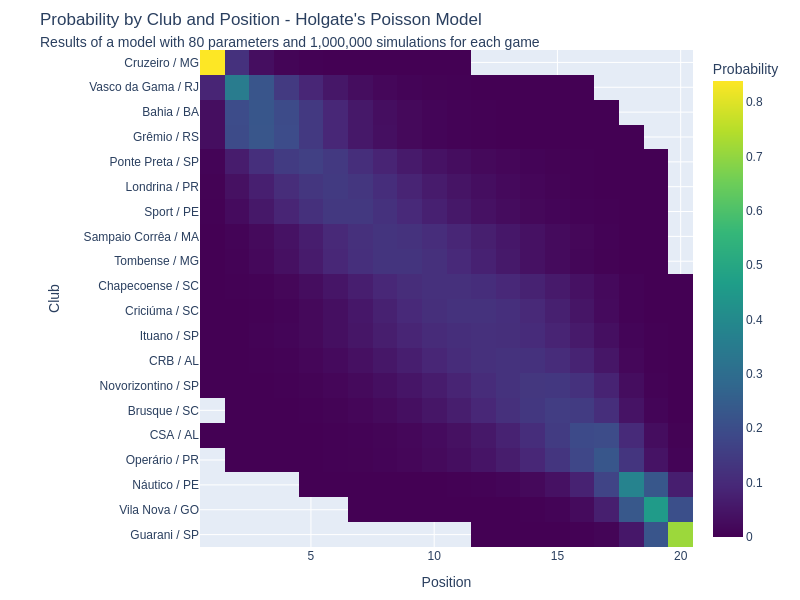 Probability by Club and Position - Holgate's Poisson Model
Results of a model with 80 parameters and 1,000,000 simulations for each game
Cruzeiro / MG
Vasco da Gama / RJ
Bahia / BA
Grêmio / RS
Ponte Preta / SP
Londrina / PR
Sport / PE
Sampaio Corrêa / MA
Tombense / MG
Chapecoense / SC
Criciúma / SC
Ituano / SP
CRB / AL
Novorizontino / SP
Brusque / SC
CSA / AL
Operário / PR
Náutico / PE
Vila Nova / GO
Guarani / SP
Club
5
10
15
20
Position
Probability
0.8
0.7
0.6
0.5
0.4
0.3
0.2
0.1
0